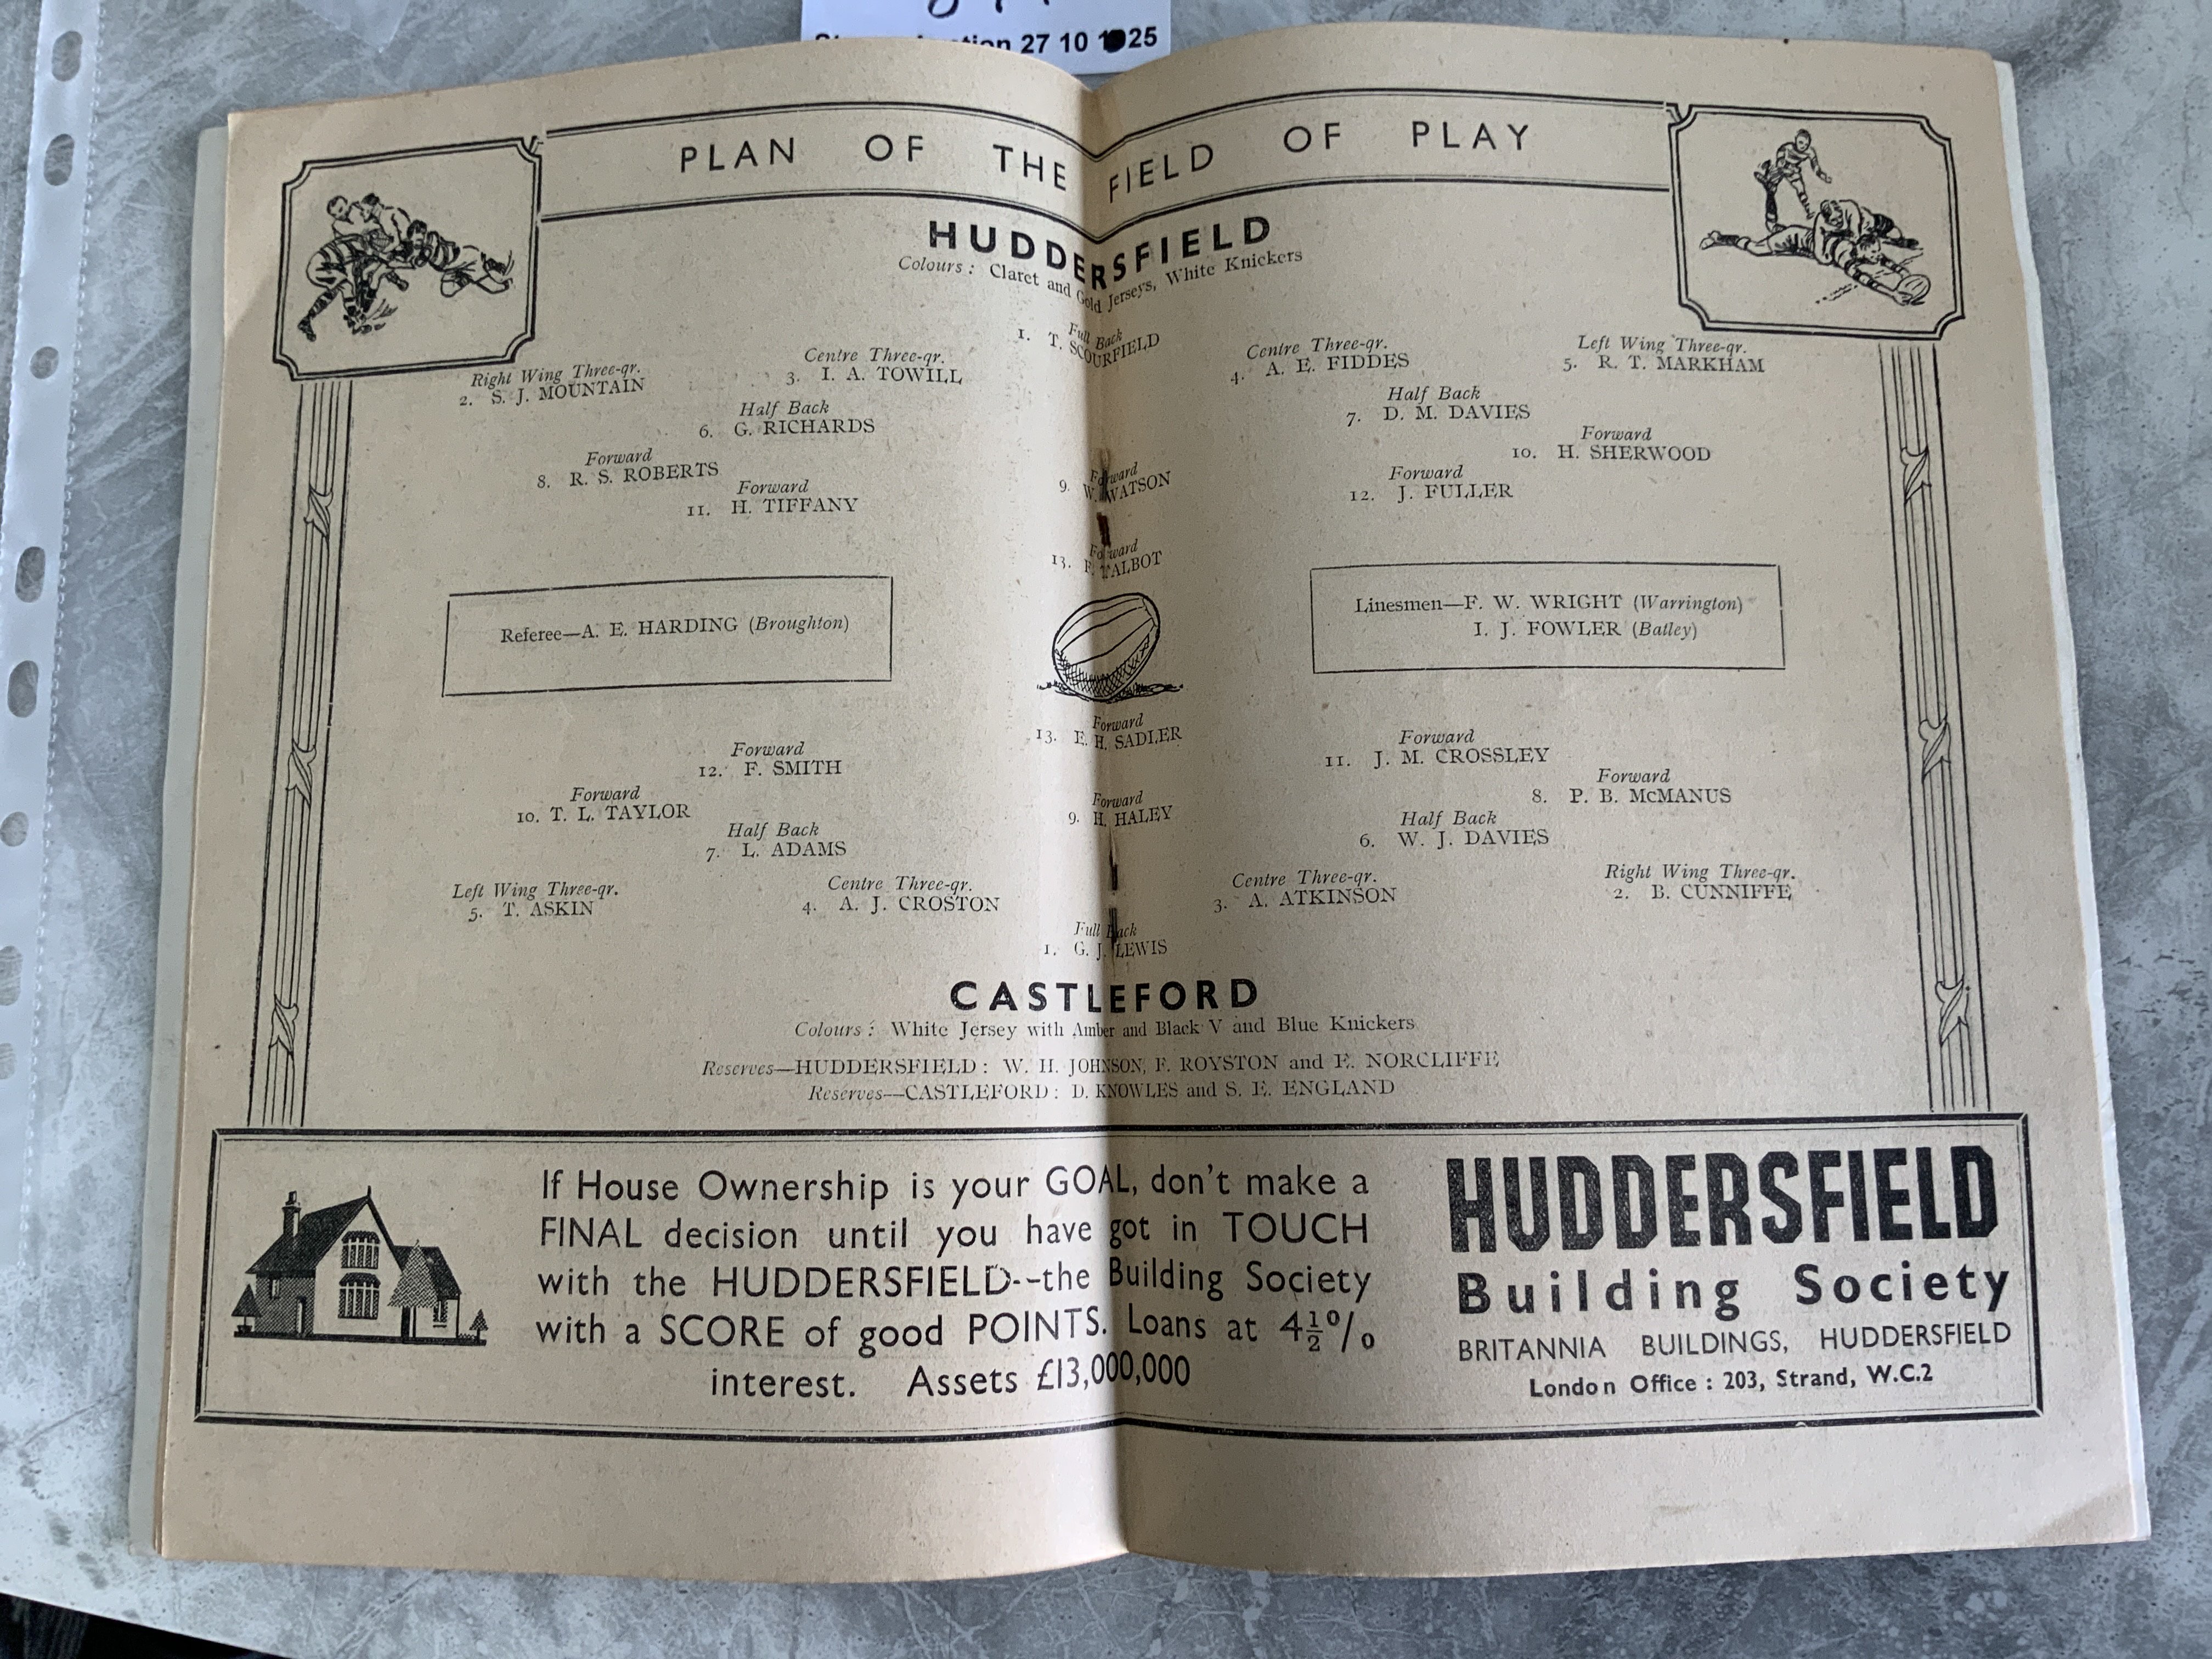 27 10 25
PLAN OF THE FIELD OF PLAY
HUDDERSFIELD
Colours : Claret and Gold Jerseys, White Knickers
Full Back
1. T. SCOURFIELD
Right Wing Three-qr.
2. S. J. MOUNTAIN
Centre Three-qr.
3. I. A. TOWILL
Centre Three-qr.
4. A. E. FIDDES
Left Wing Three-qr.
5. R. T. MARKHAM
Half Back
6. G. RICHARDS
Half Back
7. D. M. DAVIES
Forward
8. R. S. ROBERTS
Forward
9. W. WATSON
Forward
10. H. SHERWOOD
Forward
11. H. TIFFANY
Forward
12. J. FULLER
Forward
13. F. TALBOT
Referee—A. E. HARDING (Broughton)
Linesmen—F. W. WRIGHT (Warrington)
I. J. FOWLER (Batley)
Forward
13. E. H. SADLER
Forward
12. F. SMITH
Forward
11. J. M. CROSSLEY
Forward
10. T. L. TAYLOR
Forward
9. H. HALEY
Forward
8. P. B. McMANUS
Half Back
7. L. ADAMS
Half Back
6. W. J. DAVIES
Left Wing Three-qr.
5. T. ASKIN
Centre Three-qr.
4. A. J. CROSTON
Centre Three-qr.
3. A. ATKINSON
Right Wing Three-qr.
2. B. CUNNIFFE
Full Back
1. G. J. LEWIS
CASTLEFORD
Colours : White Jersey with Amber and Black V and Blue Knickers
Reserves—HUDDERSFIELD : W. H. JOHNSON, F. ROYSTON and E. NORCLIFFE
Reserves—CASTLEFORD : D. KNOWLES and S. E. ENGLAND
If House Ownership is your GOAL, don't make a
FINAL decision until you have got in TOUCH
with the HUDDERSFIELD--the Building Society
with a SCORE of good POINTS. Loans at 4½%
interest. Assets £13,000,000
HUDDERSFIELD
Building Society
BRITANNIA BUILDINGS, HUDDERSFIELD
London Office : 203, Strand, W.C.2